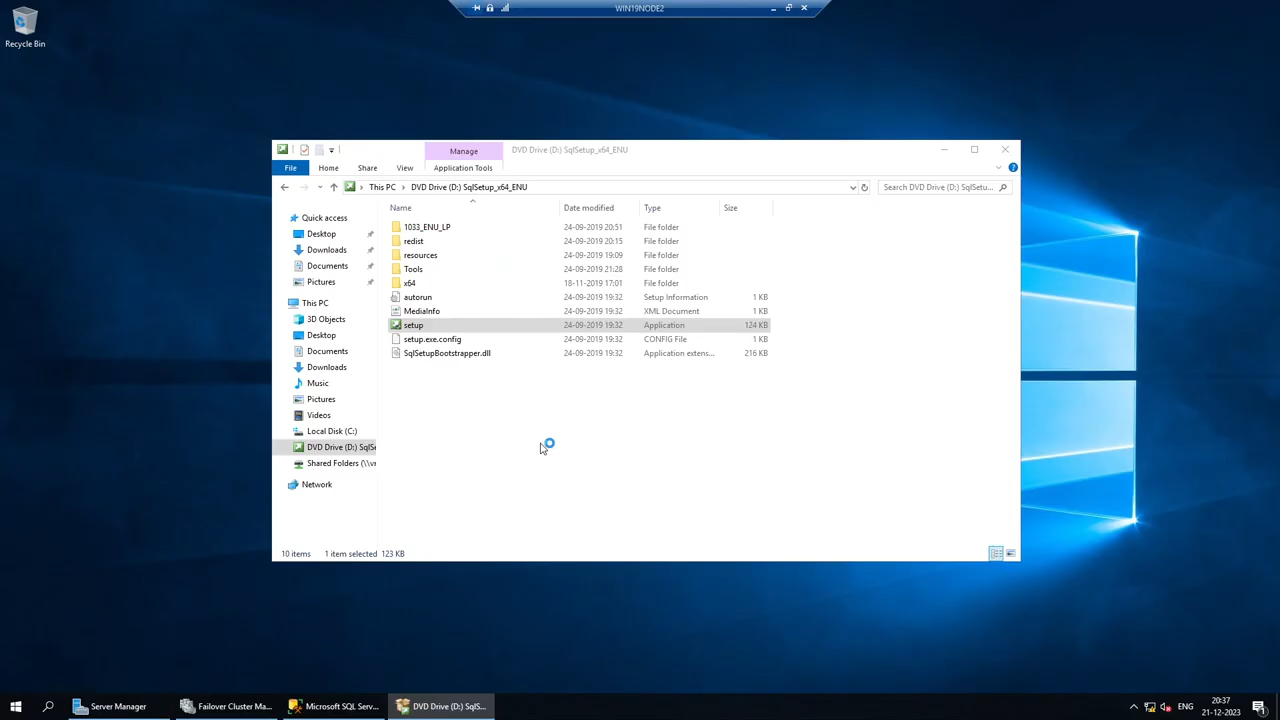 WIN19NODE2
Recycle Bin
Manage
DVD Drive (D:) SqlSetup_x64_ENU
File
Home
Share
View
Application Tools
This PC
DVD Drive (D:) SqlSetup_x64_ENU
Search DVD Drive (D:) SqlSetu...
Name
Date modified
Type
Size
Quick access
Desktop
Downloads
Documents
Pictures
This PC
3D Objects
Desktop
Documents
Downloads
Music
Pictures
Videos
Local Disk (C:)
DVD Drive (D:) SqlSe
Shared Folders (\\vm
Network
1033_ENU_LP 24-09-2019 20:51 File folder
redist 24-09-2019 20:15 File folder
resources 24-09-2019 19:09 File folder
Tools 24-09-2019 21:28 File folder
x64 18-11-2019 17:01 File folder
autorun 24-09-2019 19:32 Setup Information 1 KB
MediaInfo 24-09-2019 19:32 XML Document 1 KB
setup 24-09-2019 19:32 Application 124 KB
setup.exe.config 24-09-2019 19:32 CONFIG File 1 KB
SqlSetupBootstrapper.dll 24-09-2019 19:32 Application extens... 216 KB
10 items 1 item selected 123 KB
Server Manager
Failover Cluster Ma...
Microsoft SQL Serv...
DVD Drive (D:) SqlS...
ENG
20:37
21-12-2023